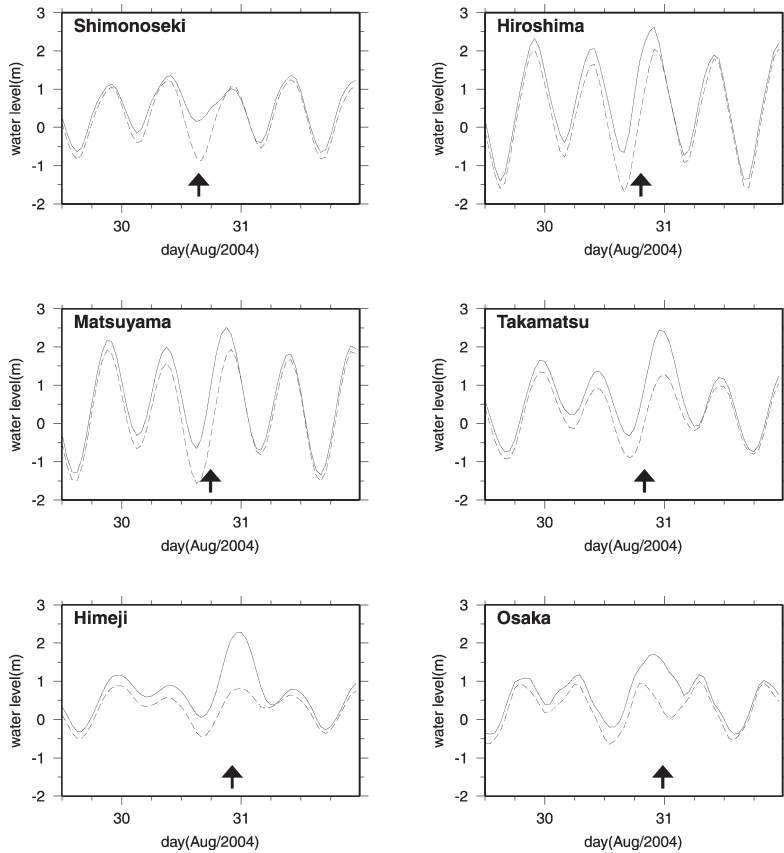 Shimonoseki
water level(m)
3
2
1
0
-1
-2
30
31
day(Aug/2004)
Hiroshima
water level(m)
3
2
1
0
-1
-2
30
31
day(Aug/2004)
Matsuyama
water level(m)
3
2
1
0
-1
-2
30
31
day(Aug/2004)
Takamatsu
water level(m)
3
2
1
0
-1
-2
30
31
day(Aug/2004)
Himeji
water level(m)
3
2
1
0
-1
-2
30
31
day(Aug/2004)
Osaka
water level(m)
3
2
1
0
-1
-2
30
31
day(Aug/2004)